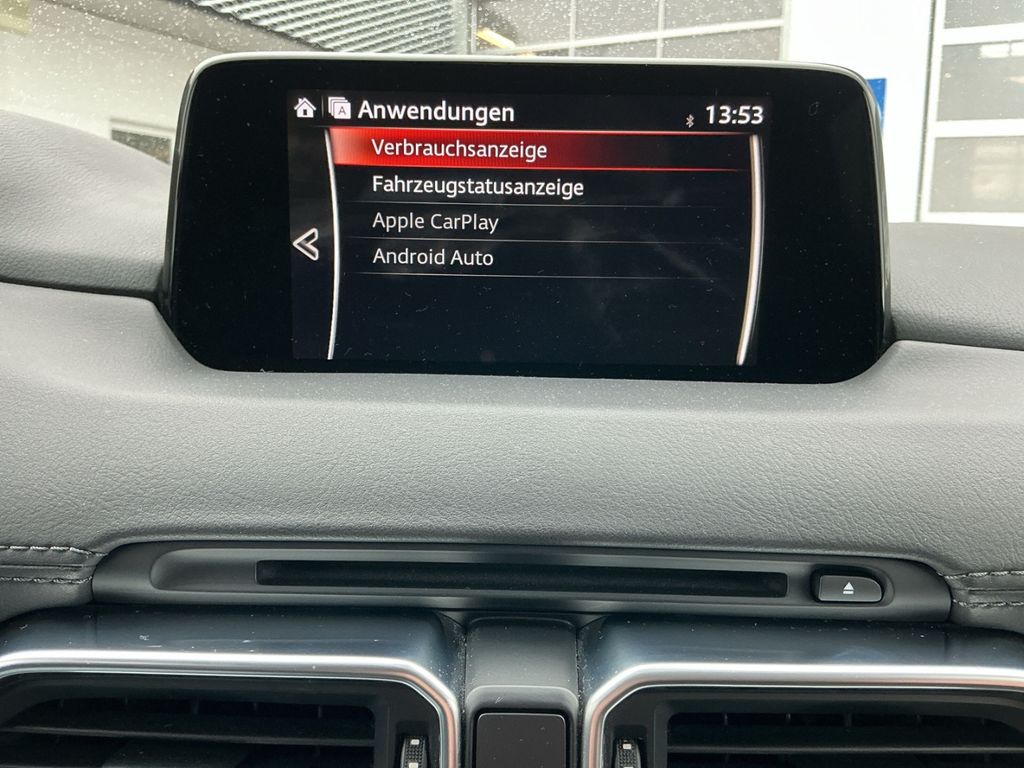 A Anwendungen 13:53
Verbrauchsanzeige
Fahrzeugstatusanzeige
Apple CarPlay
Android Auto